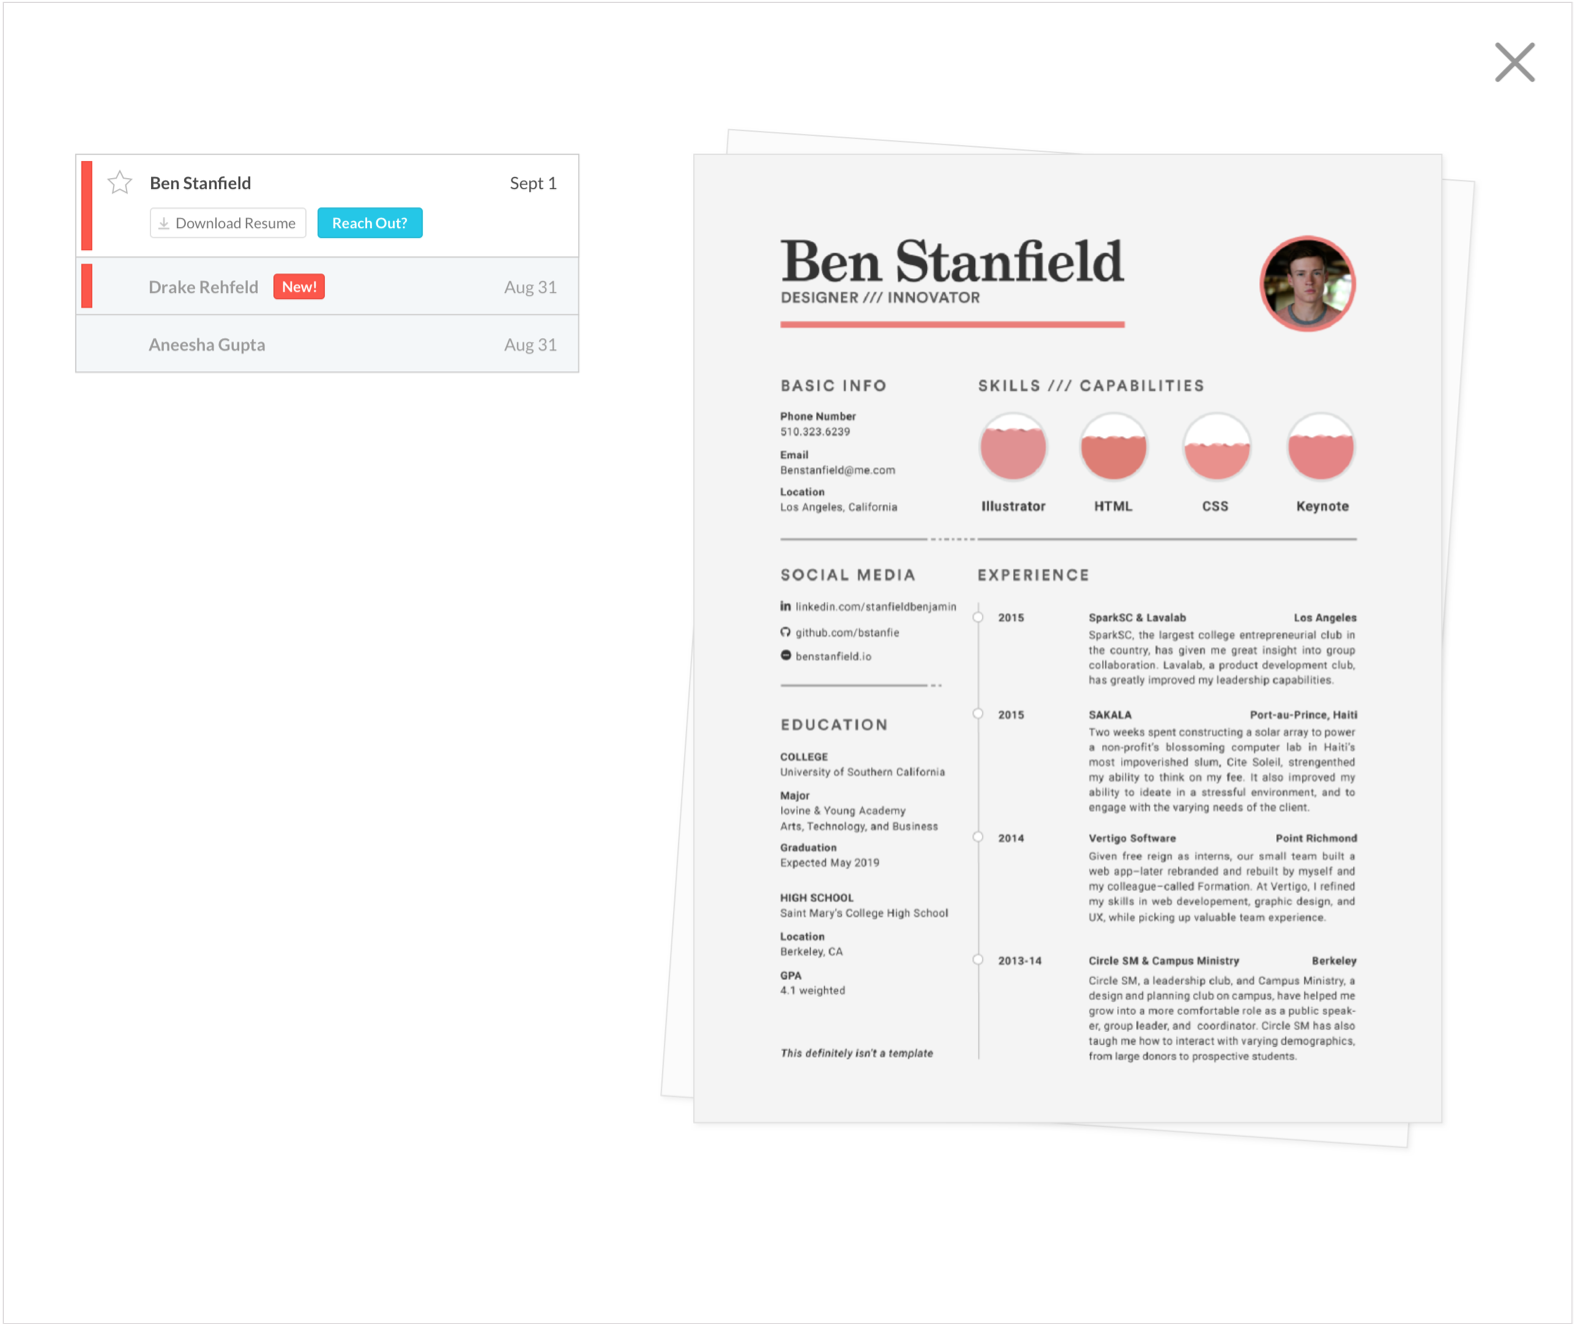 Ben Stanfield Sept 1
Download Resume Reach Out?
Drake Rehfeld New! Aug 31
Aneesha Gupta Aug 31
Ben Stanfield
DESIGNER /// INNOVATOR
BASIC INFO
Phone Number
510.323.6239
Email
Benstanfield@me.com
Location
Los Angeles, California
SKILLS /// CAPABILITIES
Illustrator HTML CSS Keynote
SOCIAL MEDIA
in linkedin.com/stanfieldbenjamin
github.com/bstanfie
benstanfield.io
EDUCATION
COLLEGE
University of Southern California
Major
Iovine & Young Academy
Arts, Technology, and Business
Graduation
Expected May 2019
HIGH SCHOOL
Saint Mary's College High School
Location
Berkeley, CA
GPA
4.1 weighted
This definitely isn't a template
EXPERIENCE
2015 SparkSC & Lavalab Los Angeles
SparkSC, the largest college entrepreneurial club in
the country, has given me great insight into group
collaboration. Lavalab, a product development club,
has greatly improved my leadership capabilities.
2015 SAKALA Port-au-Prince, Haiti
Two weeks spent constructing a solar array to power
a non-profit's blossoming computer lab in Haiti's
most impoverished slum, Cite Soleil, strengenthed
my ability to think on my fee. It also improved my
ability to ideate in a stressful environment, and to
engage with the varying needs of the client.
2014 Vertigo Software Point Richmond
Given free reign as interns, our small team built a
web app–later rebranded and rebuilt by myself and
my colleague–called Formation. At Vertigo, I refined
my skills in web developement, graphic design, and
UX, while picking up valuable team experience.
2013-14 Circle SM & Campus Ministry Berkeley
Circle SM, a leadership club, and Campus Ministry, a
design and planning club on campus, have helped me
grow into a more comfortable role as a public speak-
er, group leader, and coordinator. Circle SM has also
taugh me how to interact with varying demographics,
from large donors to prospective students.